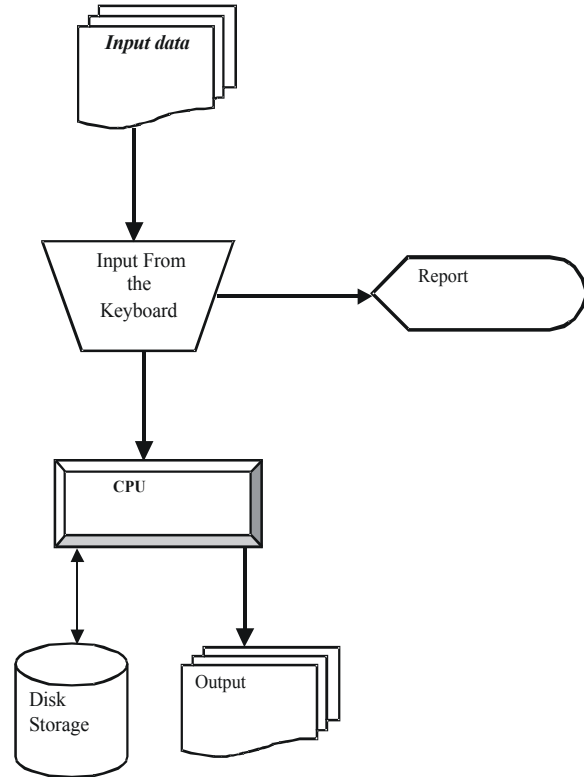 Input data
Input From
the
Keyboard
Report
CPU
Disk
Storage
Output